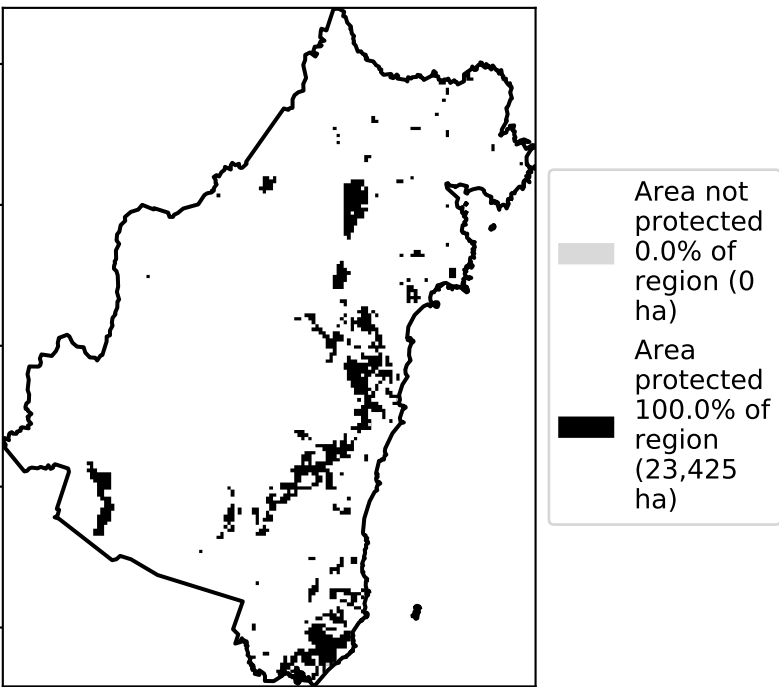 Area not
protected
0.0% of
region (0
ha)
Area
protected
100.0% of
region
(23,425
ha)